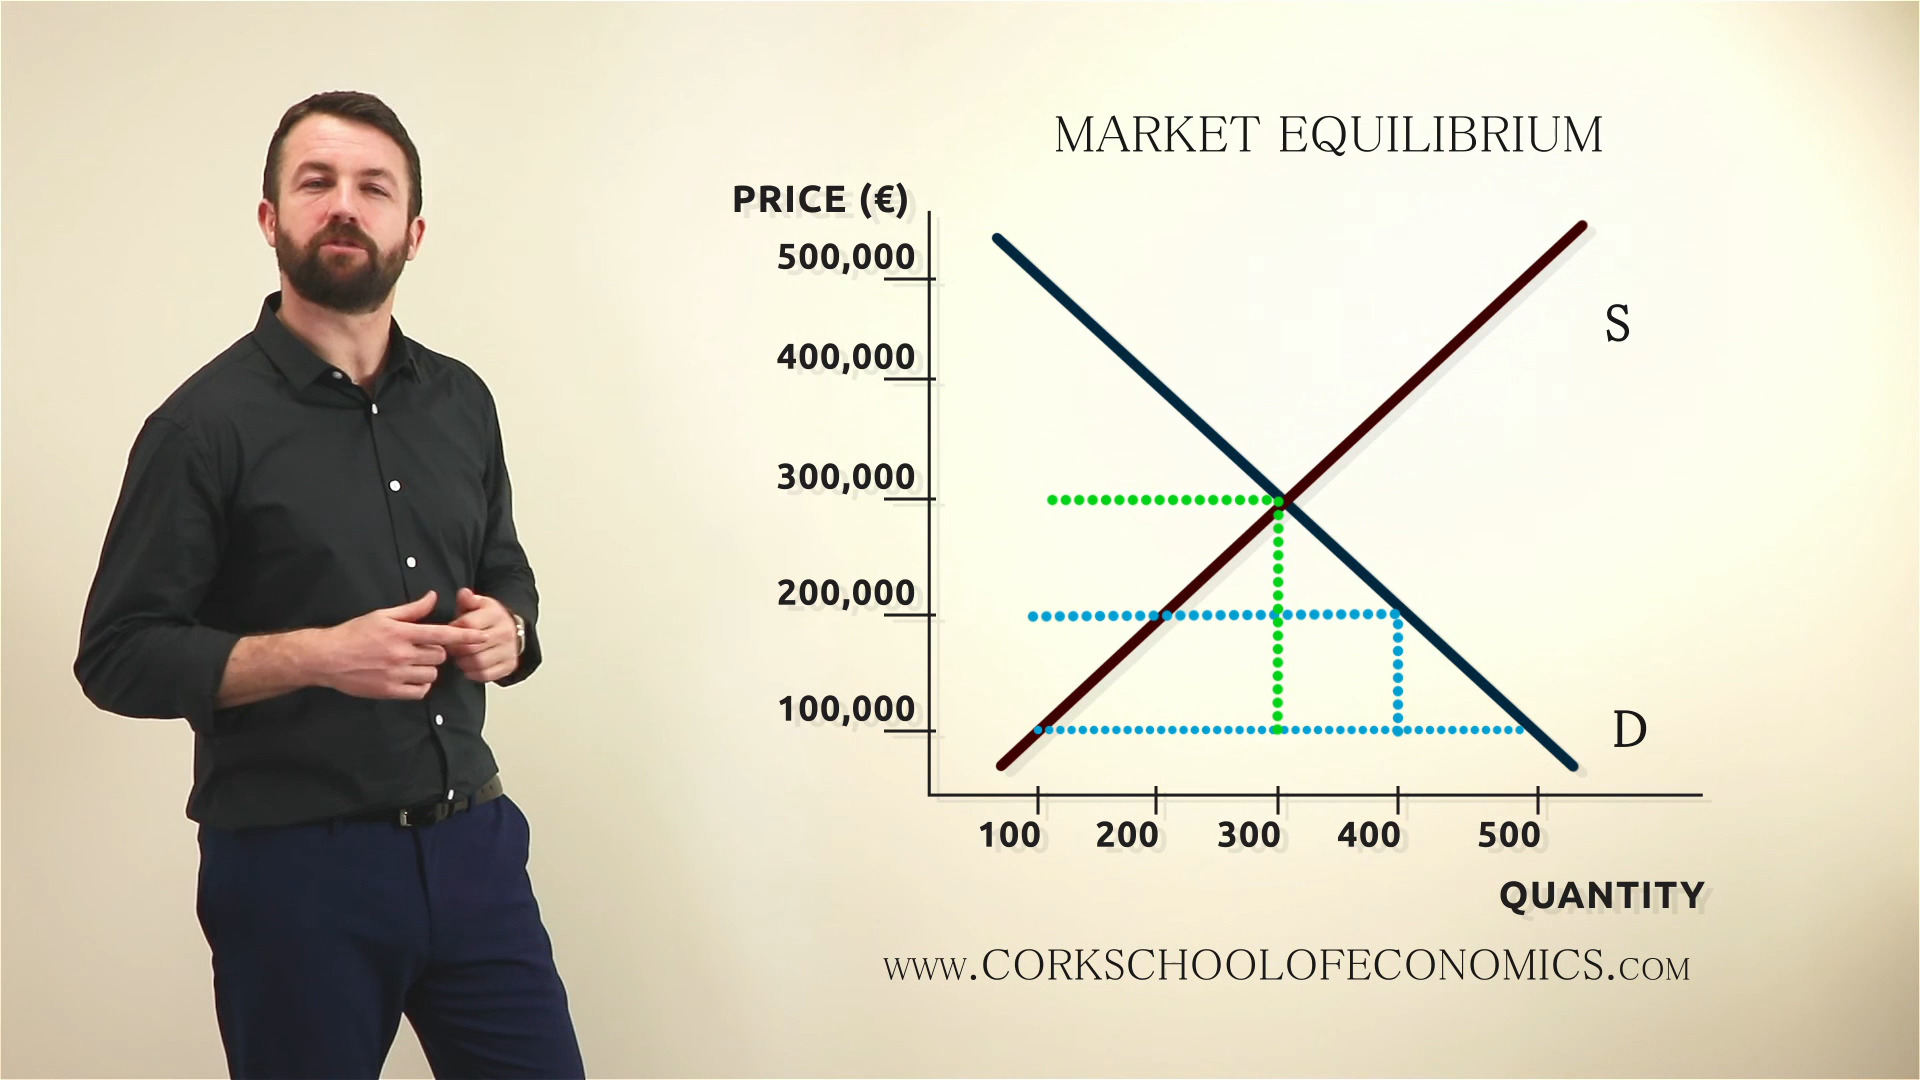 MARKET EQUILIBRIUM
PRICE (€)
500,000
400,000
300,000
200,000
100,000
S
D
100 200 300 400 500
QUANTITY
www.CORKSCHOOLOFECONOMICS.COM